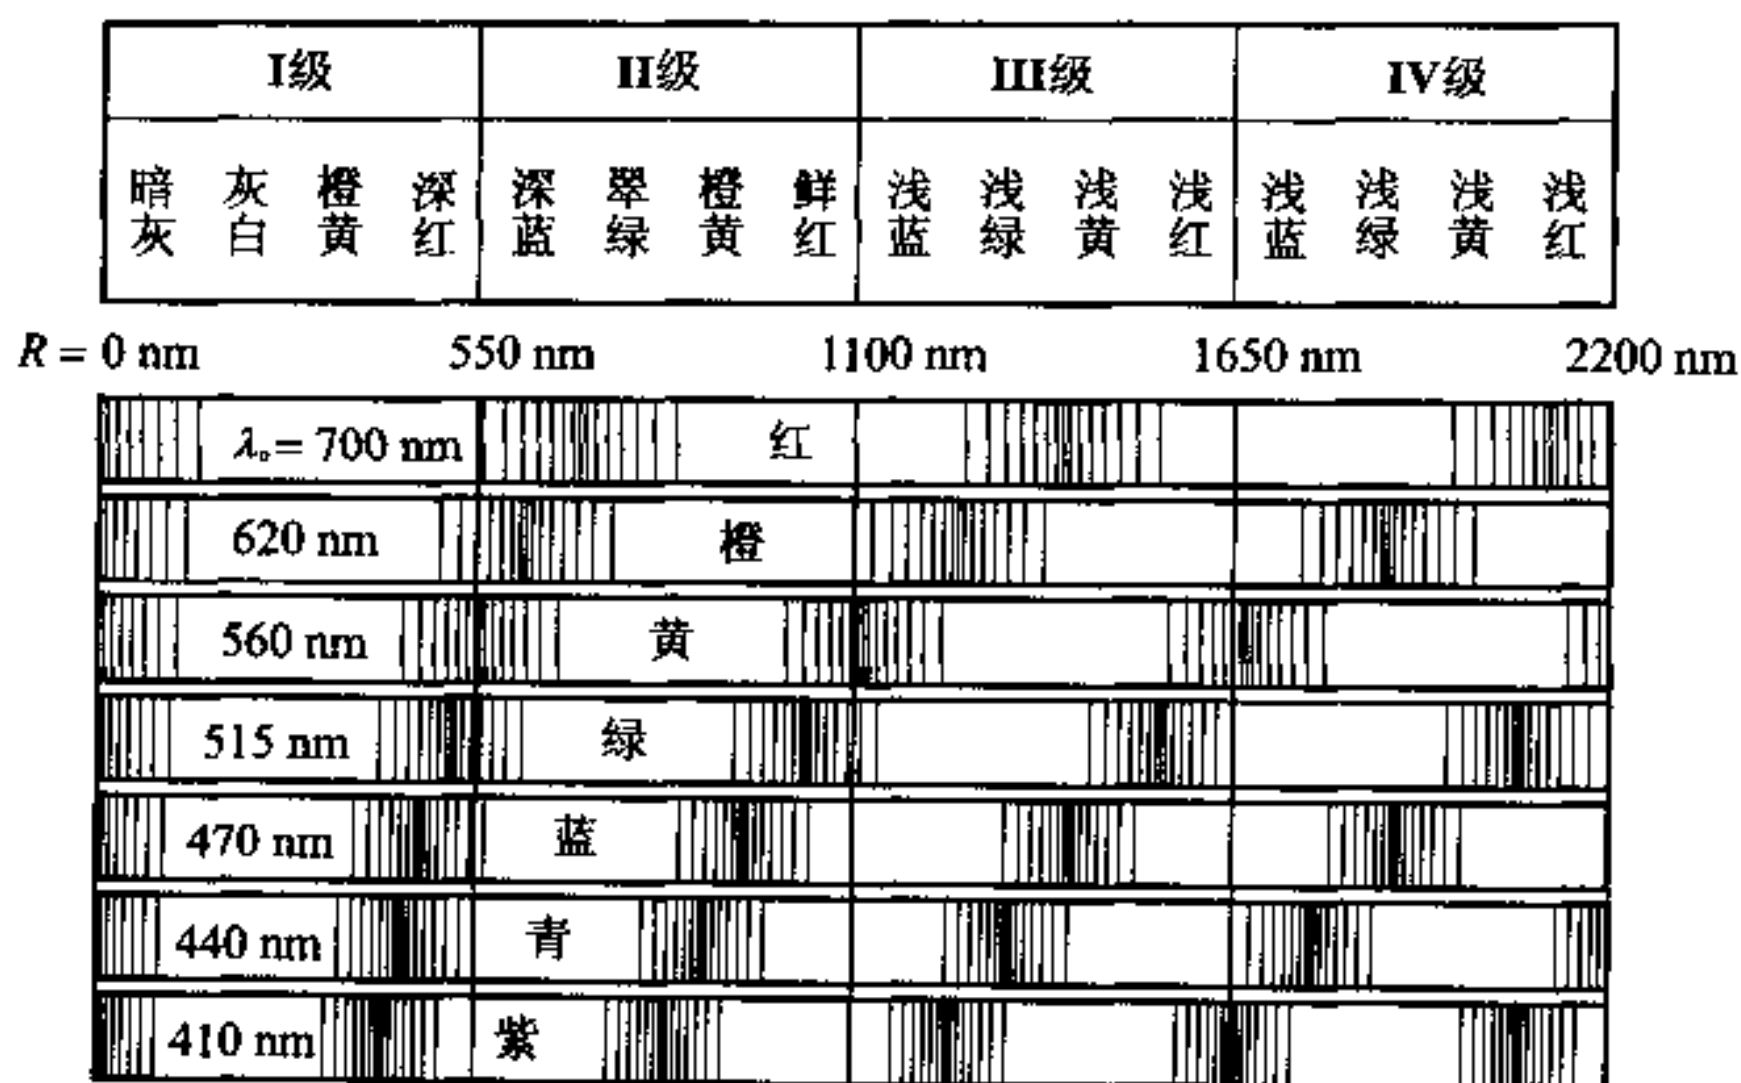 I级 II级 III级 IV级
暗灰 灰白 橙黄 深红 深蓝 翠绿 橙黄 鲜红 浅蓝 浅绿 浅黄 浅红 浅蓝 浅绿 浅黄 浅红
R = 0 nm 550 nm 1100 nm 1650 nm 2200 nm
λ₀ = 700 nm 红
620 nm 橙
560 nm 黄
515 nm 绿
470 nm 蓝
440 nm 青
410 nm 紫